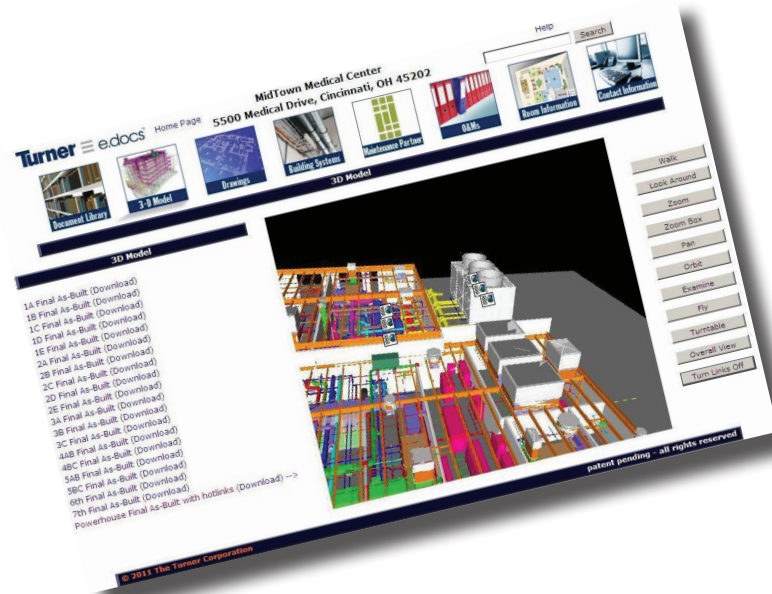 Help
Search
MidTown Medical Center
5500 Medical Drive, Cincinnati, OH 45202
Turner e.docs
Home Page
Document Library
3-D Model
Drawings
Building Systems
Maintenance Partner
O&Ms
Room Information
Contact Information
3D Model
3D Model
1A Final As-Built (Download)
1B Final As-Built (Download)
1C Final As-Built (Download)
1D Final As-Built (Download)
1E Final As-Built (Download)
2A Final As-Built (Download)
2B Final As-Built (Download)
2C Final As-Built (Download)
2D Final As-Built (Download)
2E Final As-Built (Download)
3A Final As-Built (Download)
3B Final As-Built (Download)
3C Final As-Built (Download)
4AB Final As-Built (Download)
4BC Final As-Built (Download)
5AB Final As-Built (Download)
5BC Final As-Built (Download)
6th Final As-Built (Download)
7th Final As-Built (Download)
Powerhouse Final As-Built with hotlinks (Download) -->
Walk
Look Around
Zoom
Zoom Box
Pan
Orbit
Examine
Fly
Turntable
Overall View
Turn Links Off
patent pending - all rights reserved
© 2011 The Turner Corporation